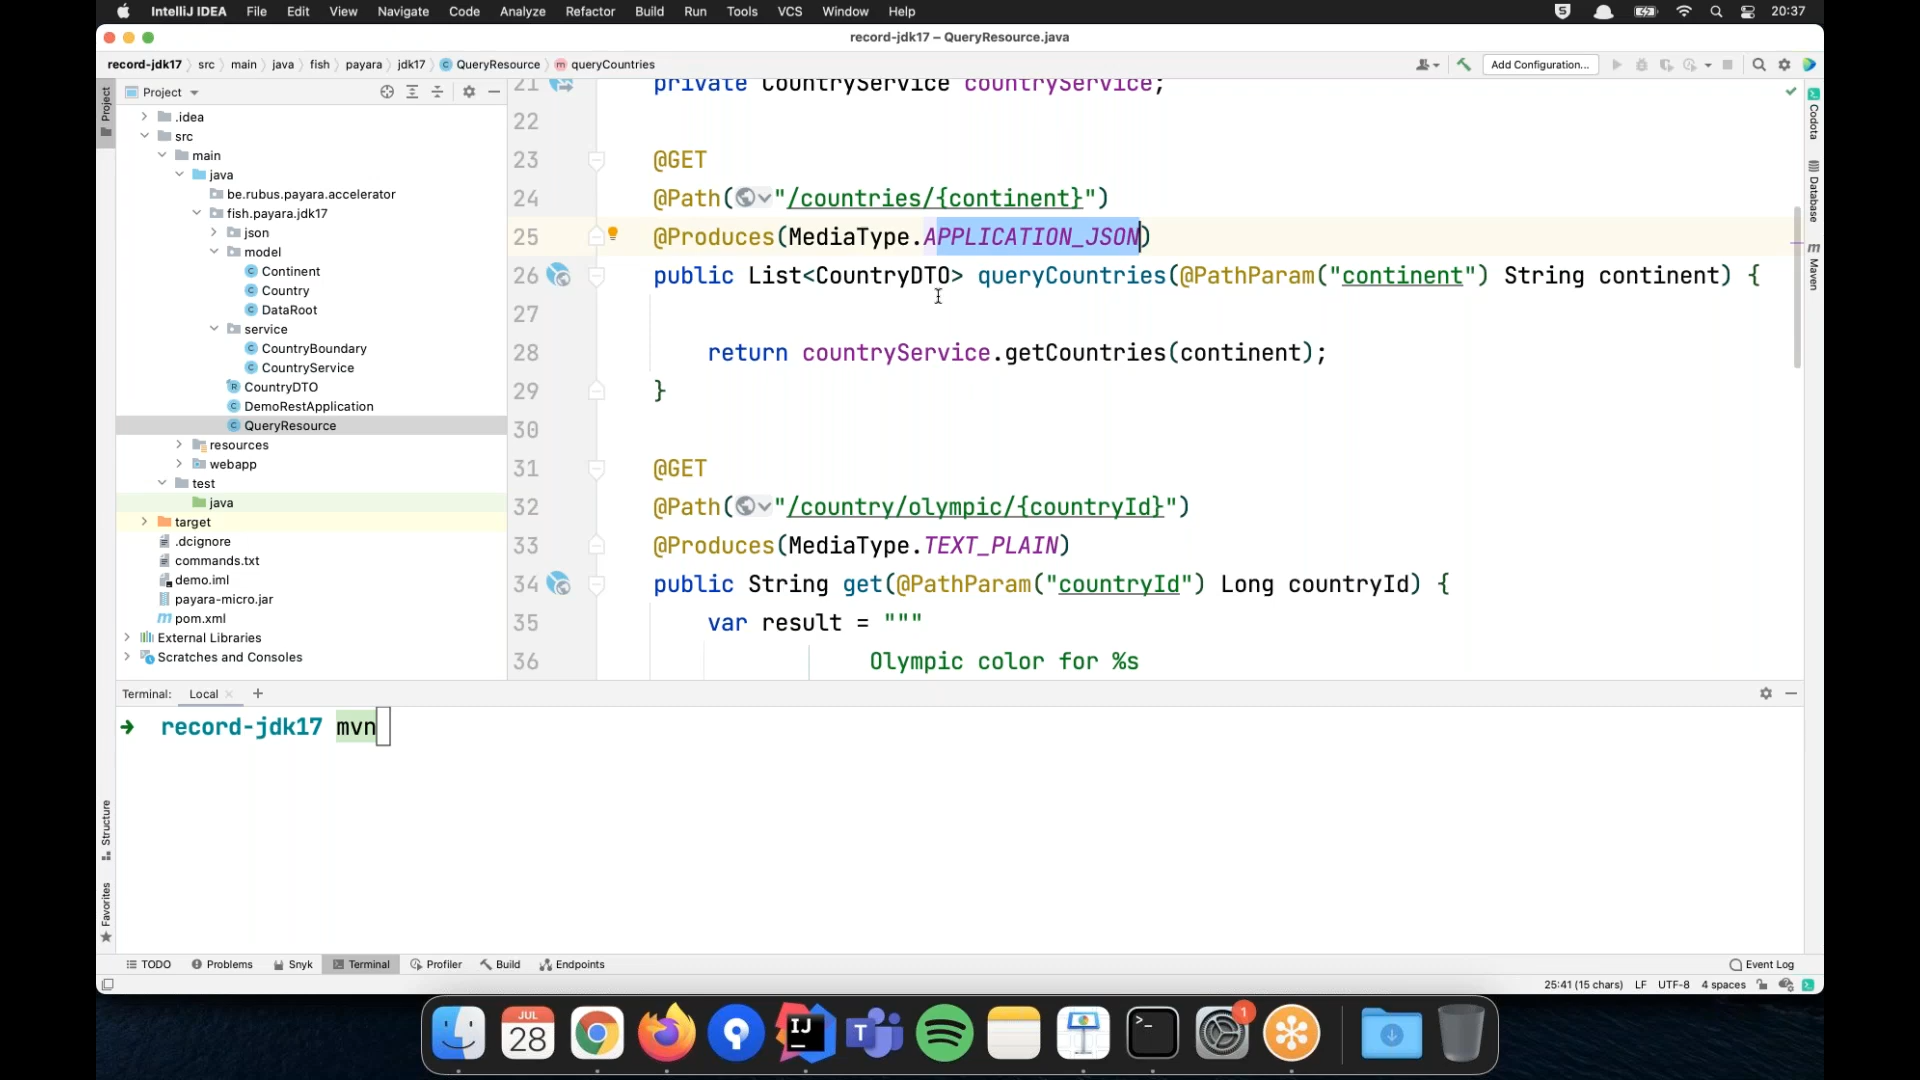 IntelliJ IDEA File Edit View Navigate Code Analyze Refactor Build Run Tools VCS Window Help 20:37
record-jdk17 – QueryResource.java
record-jdk17 src main java fish payara jdk17 QueryResource queryCountries Add Configuration...
Project
.idea
src
main
java
be.rubus.payara.accelerator
fish.payara.jdk17
json
model
Continent
Country
DataRoot
service
CountryBoundary
CountryService
CountryDTO
DemoRestApplication
QueryResource
resources
webapp
test
java
target
.dcignore
commands.txt
demo.iml
payara-micro.jar
pom.xml
External Libraries
Scratches and Consoles
Project
Structure
Favorites
21 private CountryService countryService;
22
23 @GET
24 @Path("/countries/{continent}")
25 @Produces(MediaType.APPLICATION_JSON)
26 public List<CountryDTO> queryCountries(@PathParam("continent") String continent) {
27
28 return countryService.getCountries(continent);
29 }
30
31 @GET
32 @Path("/country/olympic/{countryId}")
33 @Produces(MediaType.TEXT_PLAIN)
34 public String get(@PathParam("countryId") Long countryId) {
35 var result = """
36 Olympic color for %s
Codota
Database
Maven
Terminal: Local
record-jdk17 mvn
TODO Problems Snyk Terminal Profiler Build Endpoints Event Log
25:41 (15 chars) LF UTF-8 4 spaces
JUL
28
IJ
1